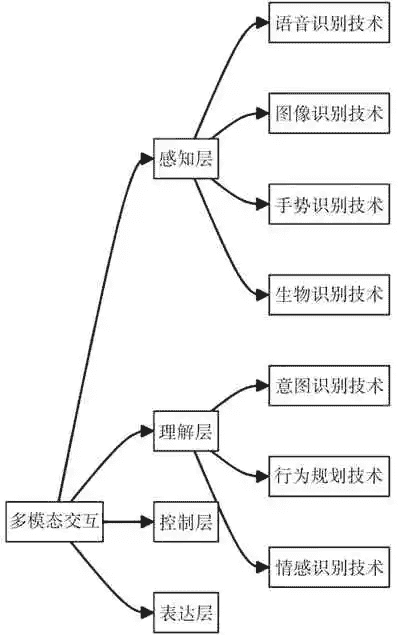 语音识别技术
图像识别技术
感知层
手势识别技术
生物识别技术
意图识别技术
理解层
行为规划技术
多模态交互
控制层
情感识别技术
表达层